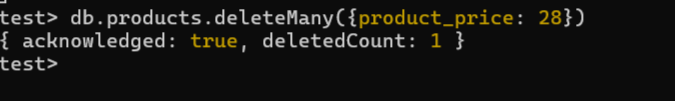 test> db.products.deleteMany({product_price: 28})
{ acknowledged: true, deletedCount: 1 }
test>